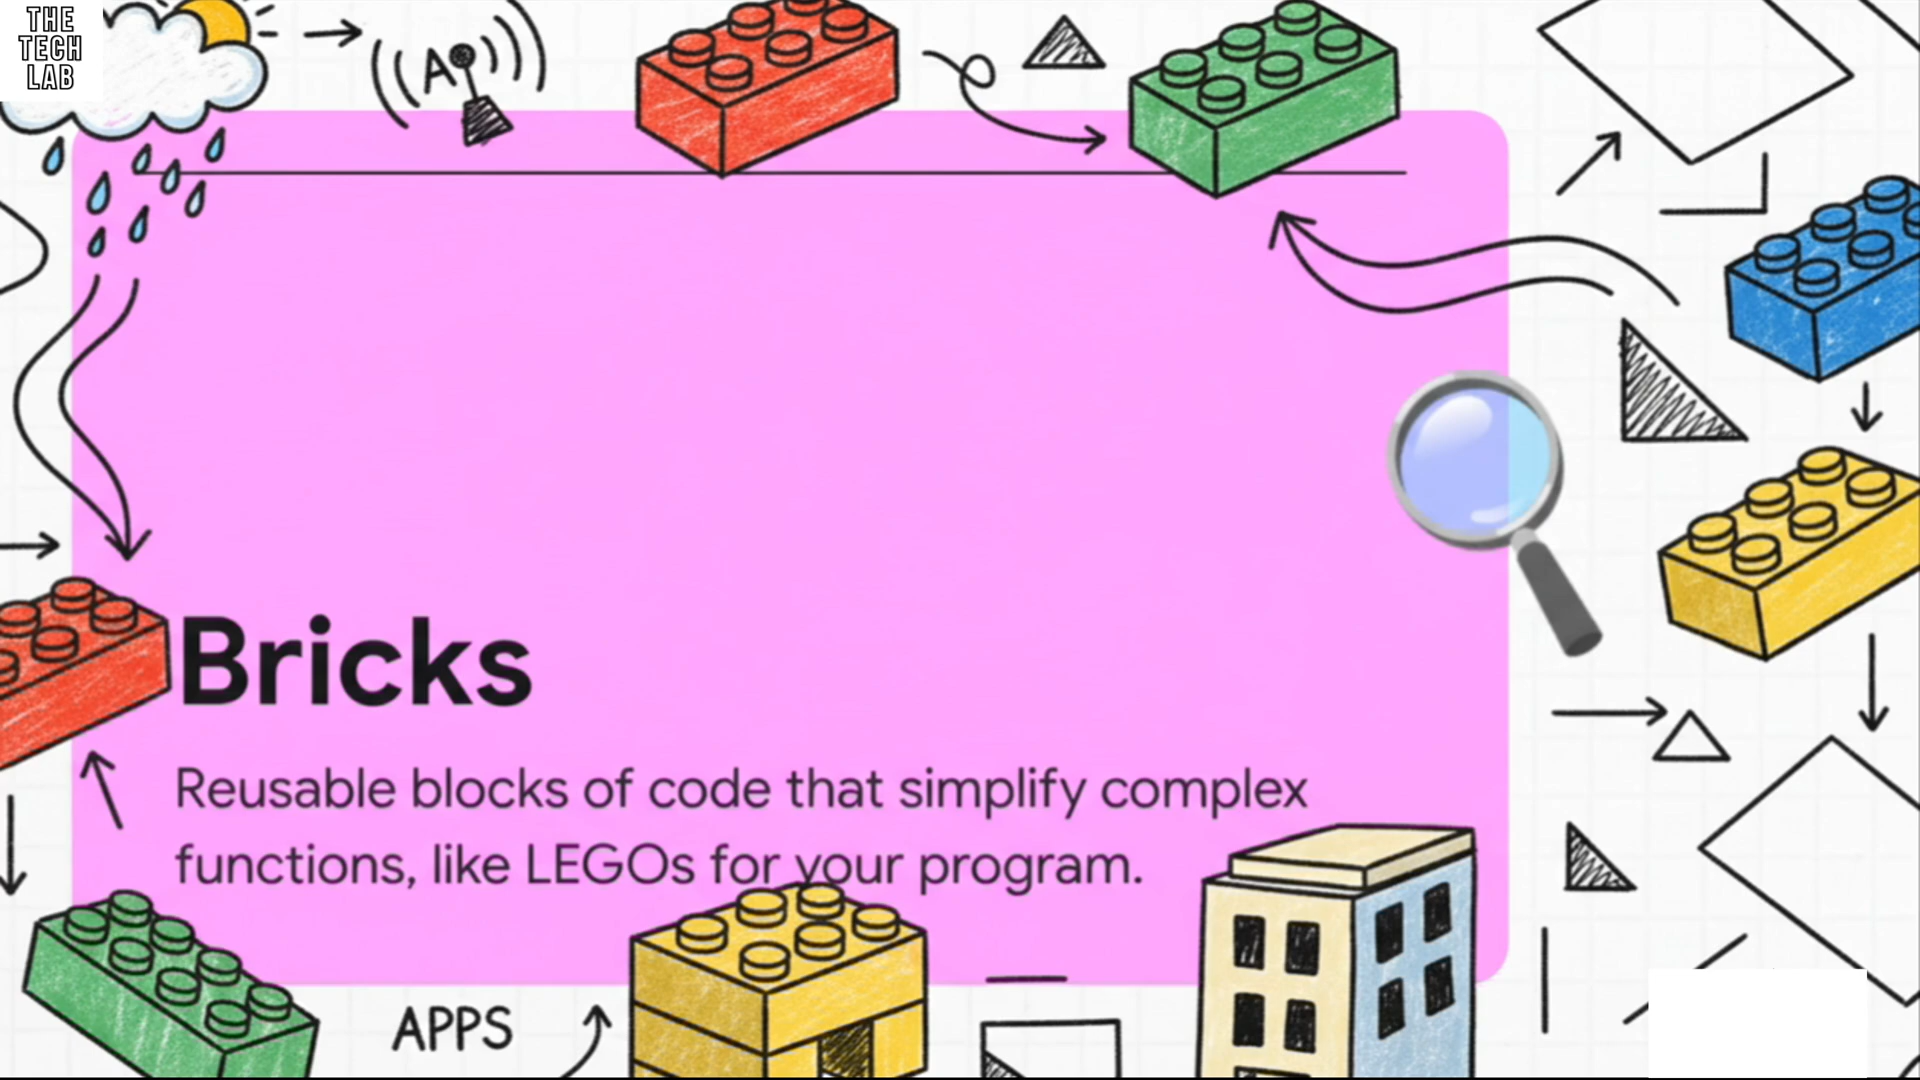 THE
TECH
LAB
A
Bricks
Reusable blocks of code that simplify complex
functions, like LEGOs for your program.
APPS